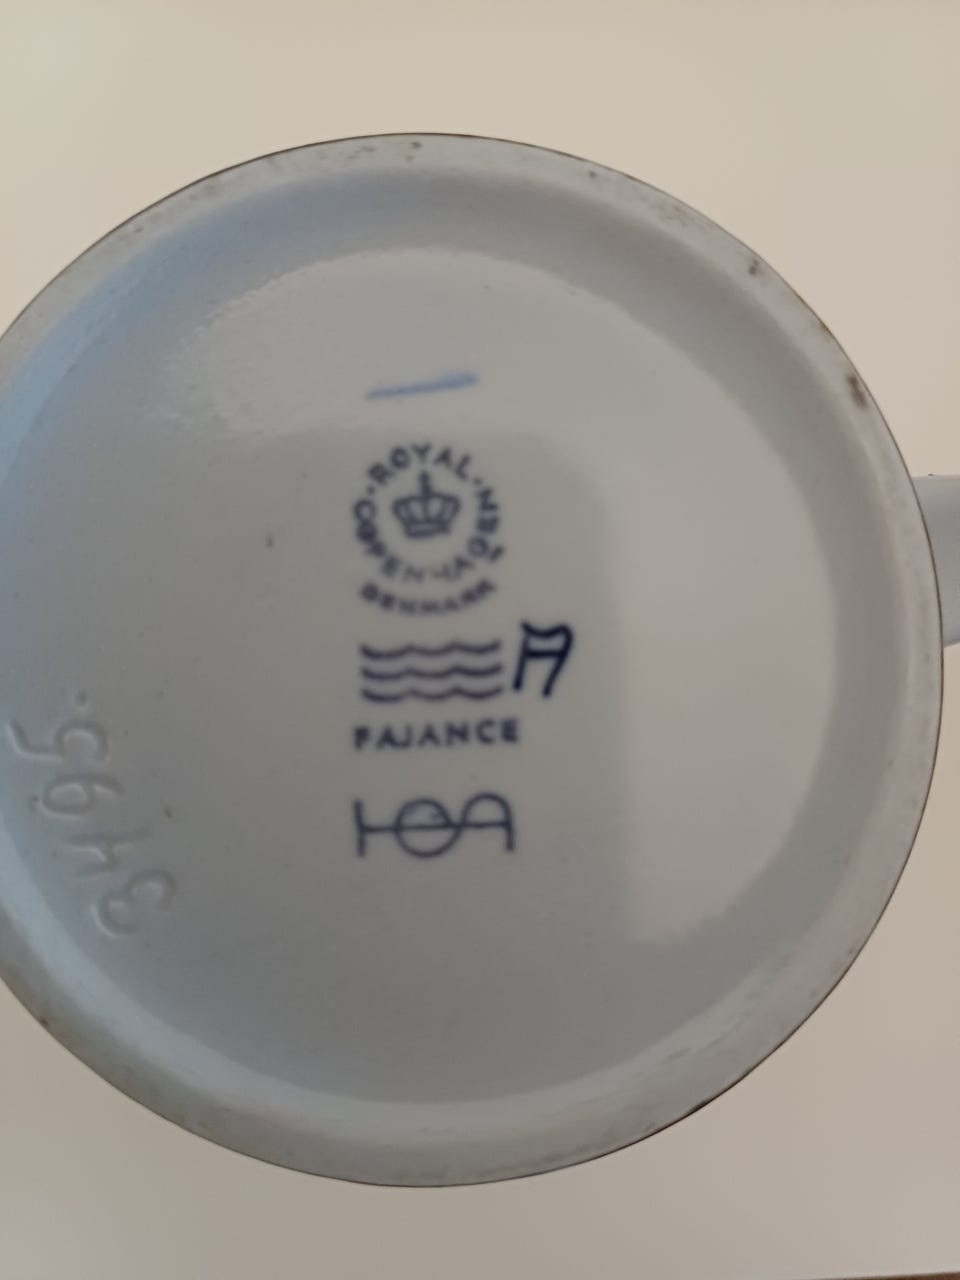 ROYAL COPENHAGEN
DENMARK
FAJANCE
3495